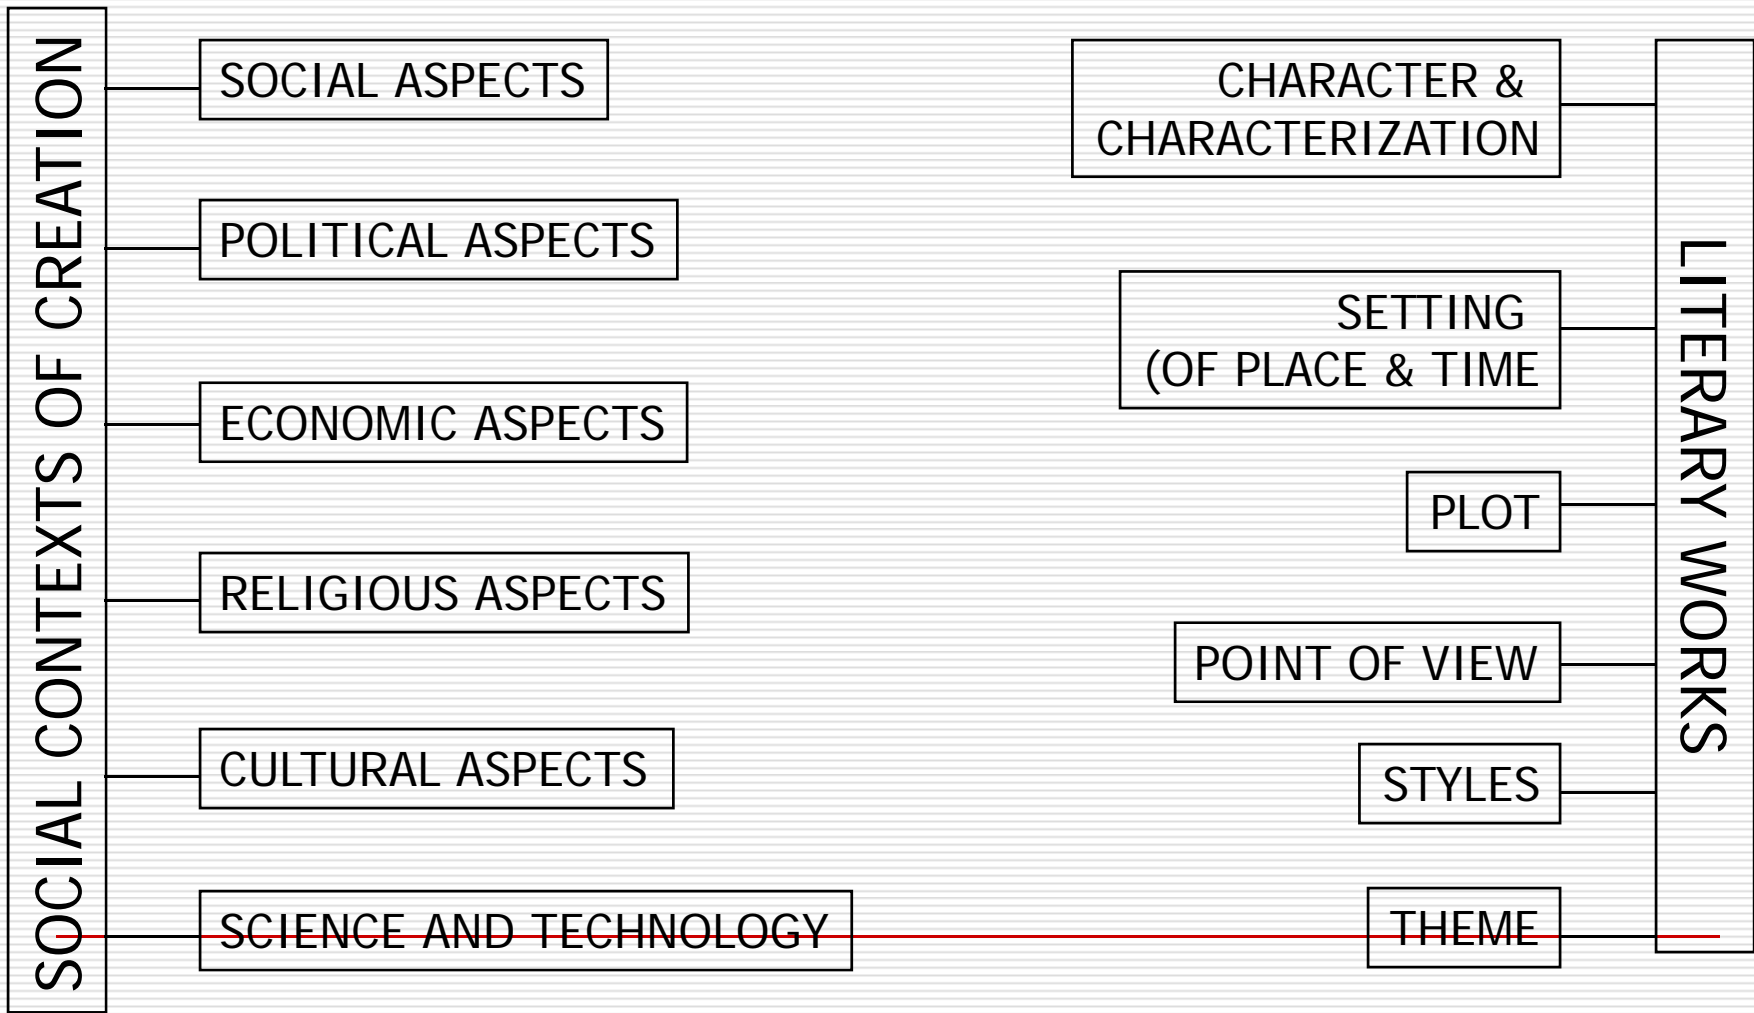 SOCIAL CONTEXTS OF CREATION
SOCIAL ASPECTS
POLITICAL ASPECTS
ECONOMIC ASPECTS
RELIGIOUS ASPECTS
CULTURAL ASPECTS
SCIENCE AND TECHNOLOGY
CHARACTER &
CHARACTERIZATION
SETTING
(OF PLACE & TIME
PLOT
POINT OF VIEW
STYLES
THEME
LITERARY WORKS